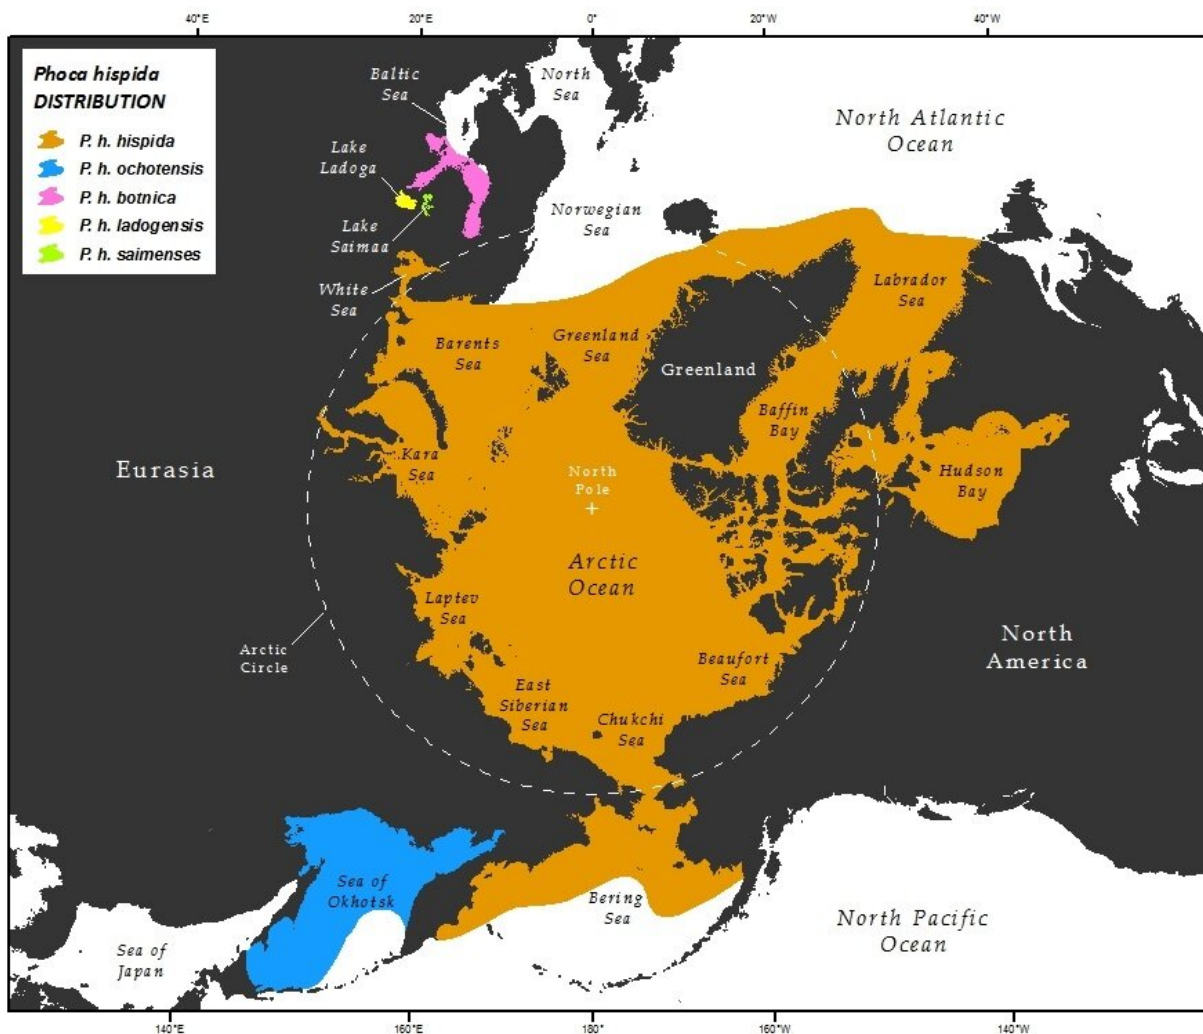 40°E 20°E 0° 20°W 40°W
Phoca hispida
DISTRIBUTION
P. h. hispida
P. h. ochotensis
P. h. botnica
P. h. ladogensis
P. h. saimenses
Baltic
Sea
North
Sea
North Atlantic
Ocean
Lake
Ladoga
Lake
Saimaa
Norwegian
Sea
White
Sea
Barents
Sea
Greenland
Sea
Labrador
Sea
Greenland
Baffin
Bay
Eurasia
Kara
Sea
North
Pole
Hudson
Bay
Arctic
Ocean
Laptev
Sea
Arctic
Circle
North
America
Beaufort
Sea
East
Siberian
Sea
Chukchi
Sea
Sea of
Okhotsk
Bering
Sea
North Pacific
Ocean
Sea of
Japan
140°E 160°E 180° 160°W 140°W